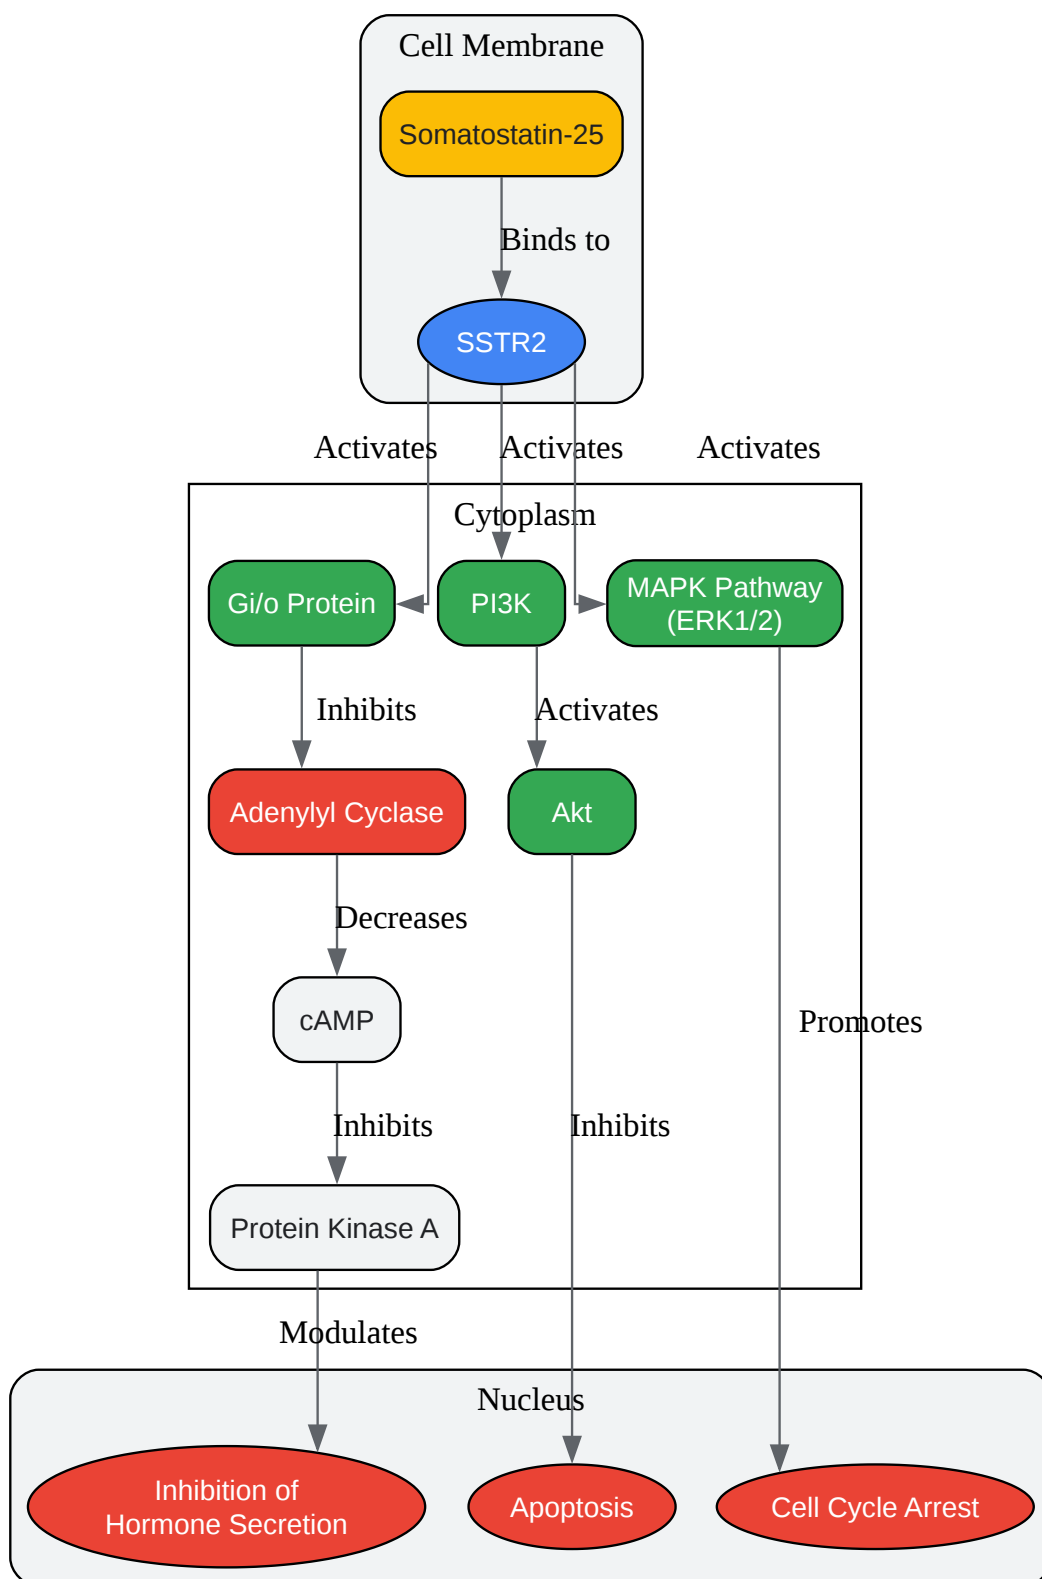 Cell Membrane
Somatostatin-25
Binds to
SSTR2
Activates
Activates
Activates
Cytoplasm
Gi/o Protein
PI3K
MAPK Pathway
(ERK1/2)
Inhibits
Activates
Adenylyl Cyclase
Akt
Decreases
cAMP
Promotes
Inhibits
Inhibits
Protein Kinase A
Modulates
Nucleus
Inhibition of
Hormone Secretion
Apoptosis
Cell Cycle Arrest